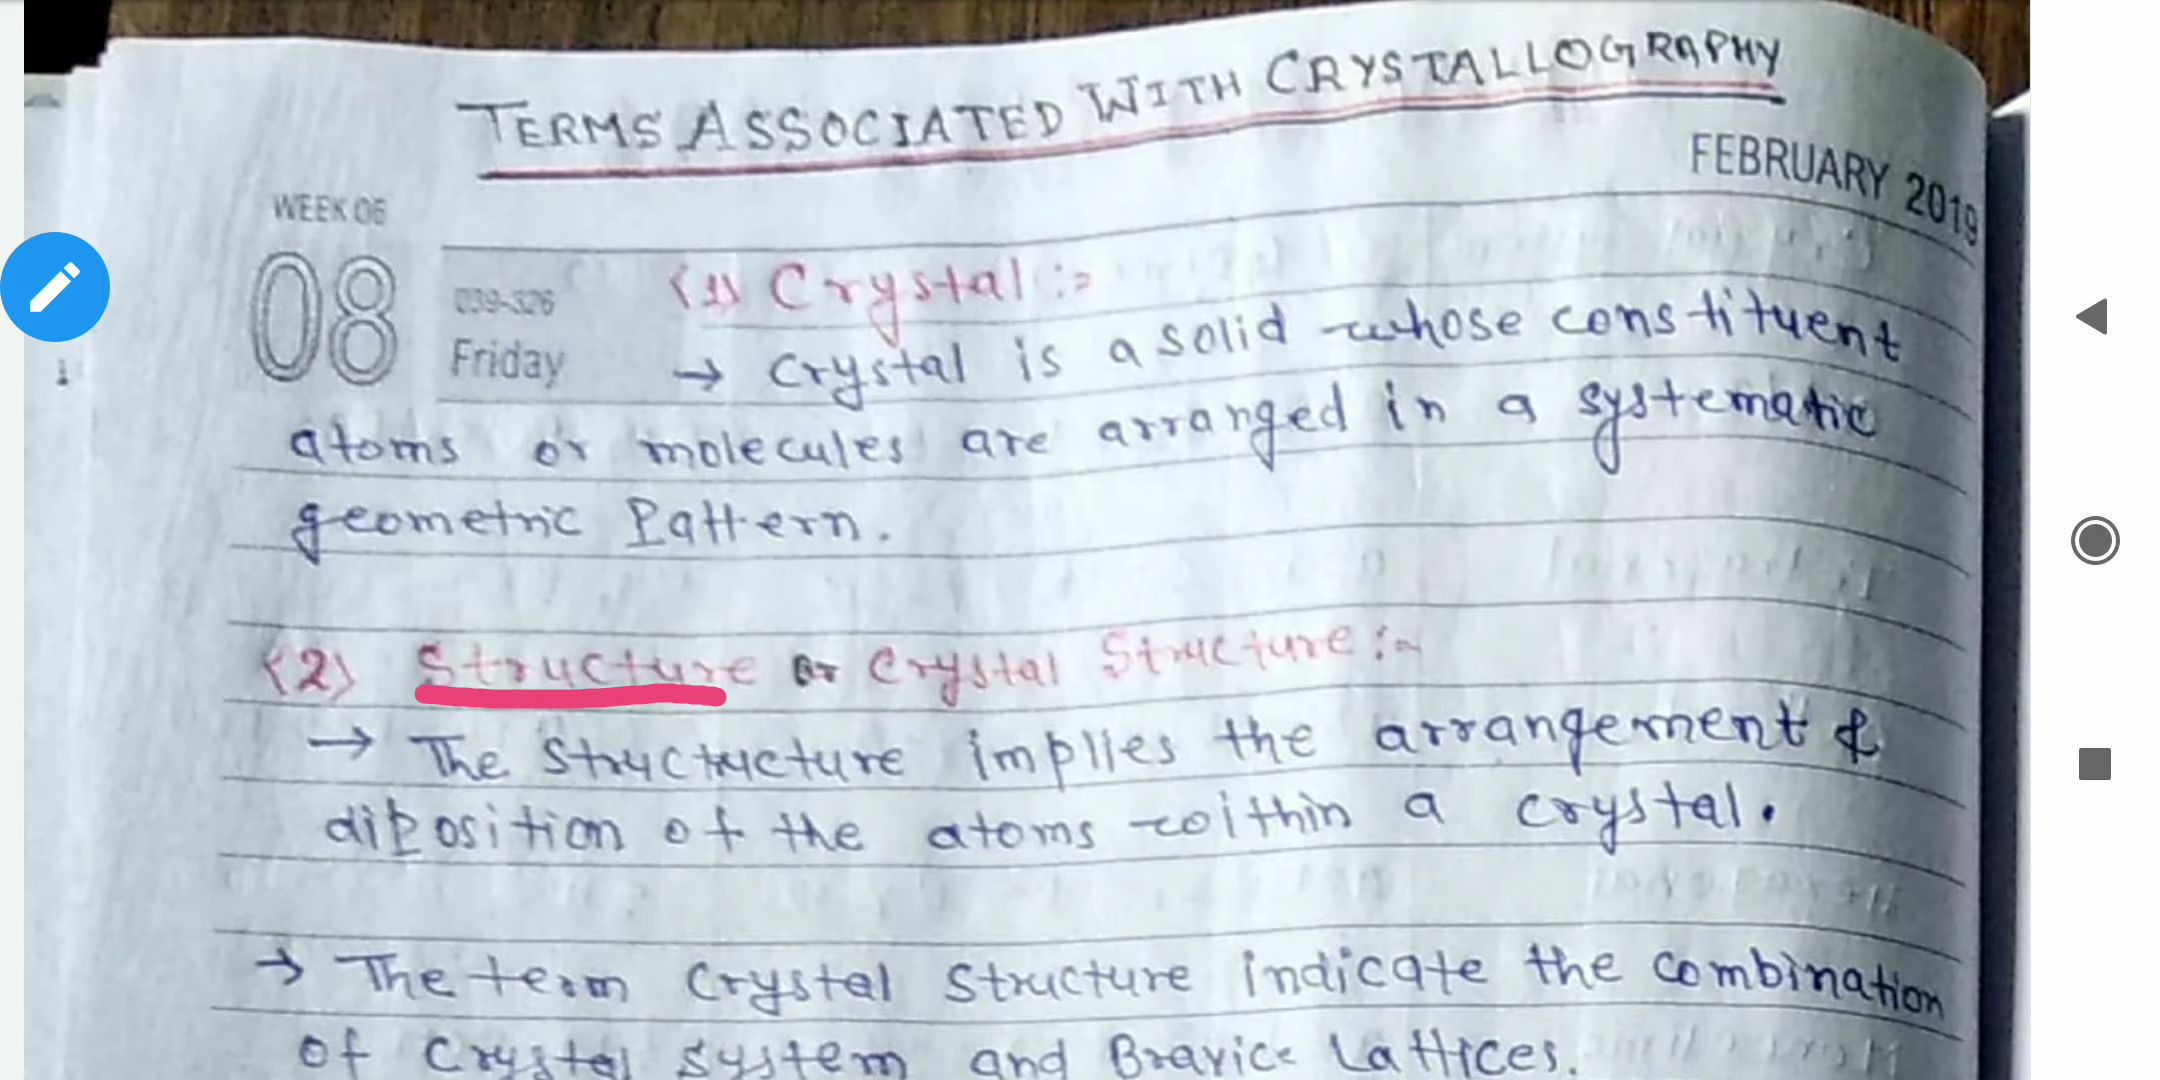 TERMS ASSOCIATED WITH CRYSTALLOGRAPHY
FEBRUARY 2019
WEEK 06
08
039-326
Friday
(1) Crystal :-
→ Crystal is a solid whose constituent
atoms or molecules are arranged in a systematic
geometric Pattern.
(2) Structure or Crystal Structure :-
→ The structucture implies the arrangement &
diposition of the atoms within a crystal.
→ The term Crystal Structure indicate the combination
of Crystal system and Bravice Lattices.